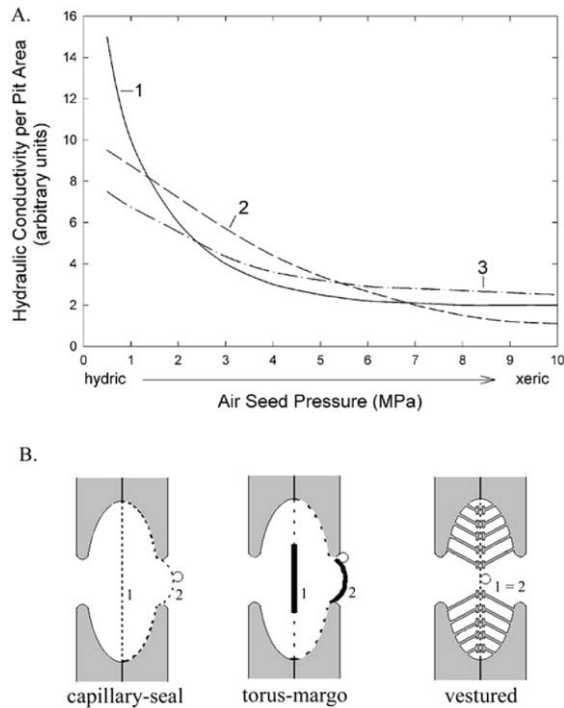 A.
Hydraulic Conductivity per Pit Area
(arbitrary units)
16
14
12
10
8
6
4
2
0
1
2
3
0 1 2 3 4 5 6 7 8 9 10
hydric xeric
Air Seed Pressure (MPa)
B.
1 2
1 2
1 = 2
capillary-seal torus-margo vestured